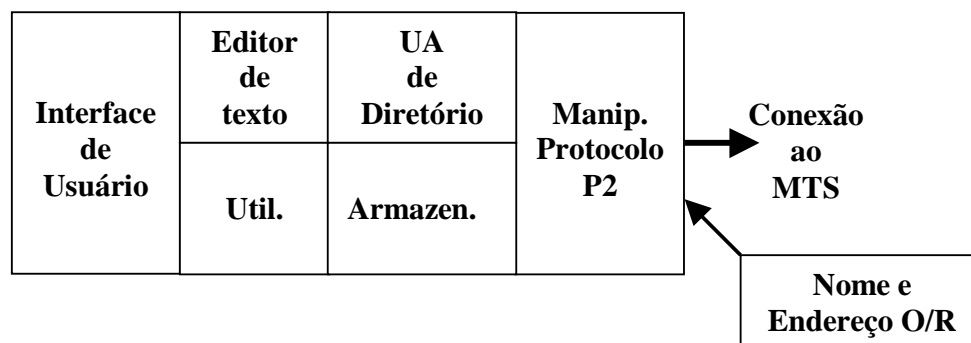 Interface
de
Usuário
Editor
de
texto
Util.
UA
de
Diretório
Armazen.
Manip.
Protocolo
P2
Conexão
ao
MTS
Nome e
Endereço O/R